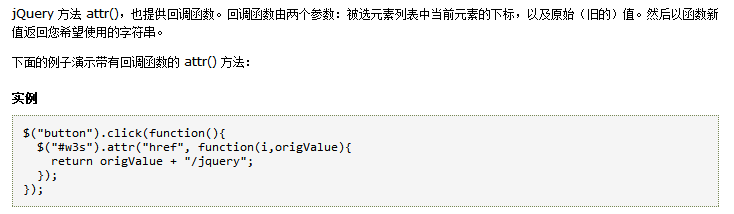 jQuery 方法 attr()，也提供回调函数。回调函数由两个参数：被选元素列表中当前元素的下标，以及原始（旧的）值。然后以函数新
值返回您希望使用的字符串。
下面的例子演示带有回调函数的 attr() 方法：
实例
$("button").click(function(){
  $("#w3s").attr("href", function(i,origValue){
    return origValue + "/jquery";
  });
});